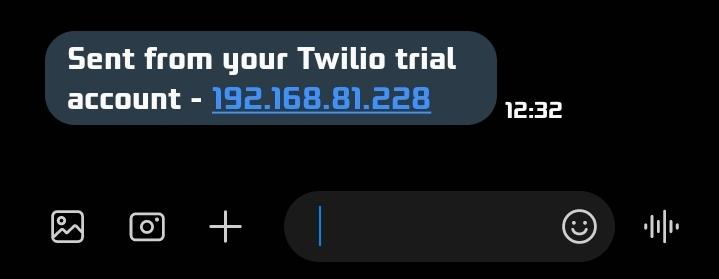 Sent from your Twilio trial
account - 192.168.81.228
12:32